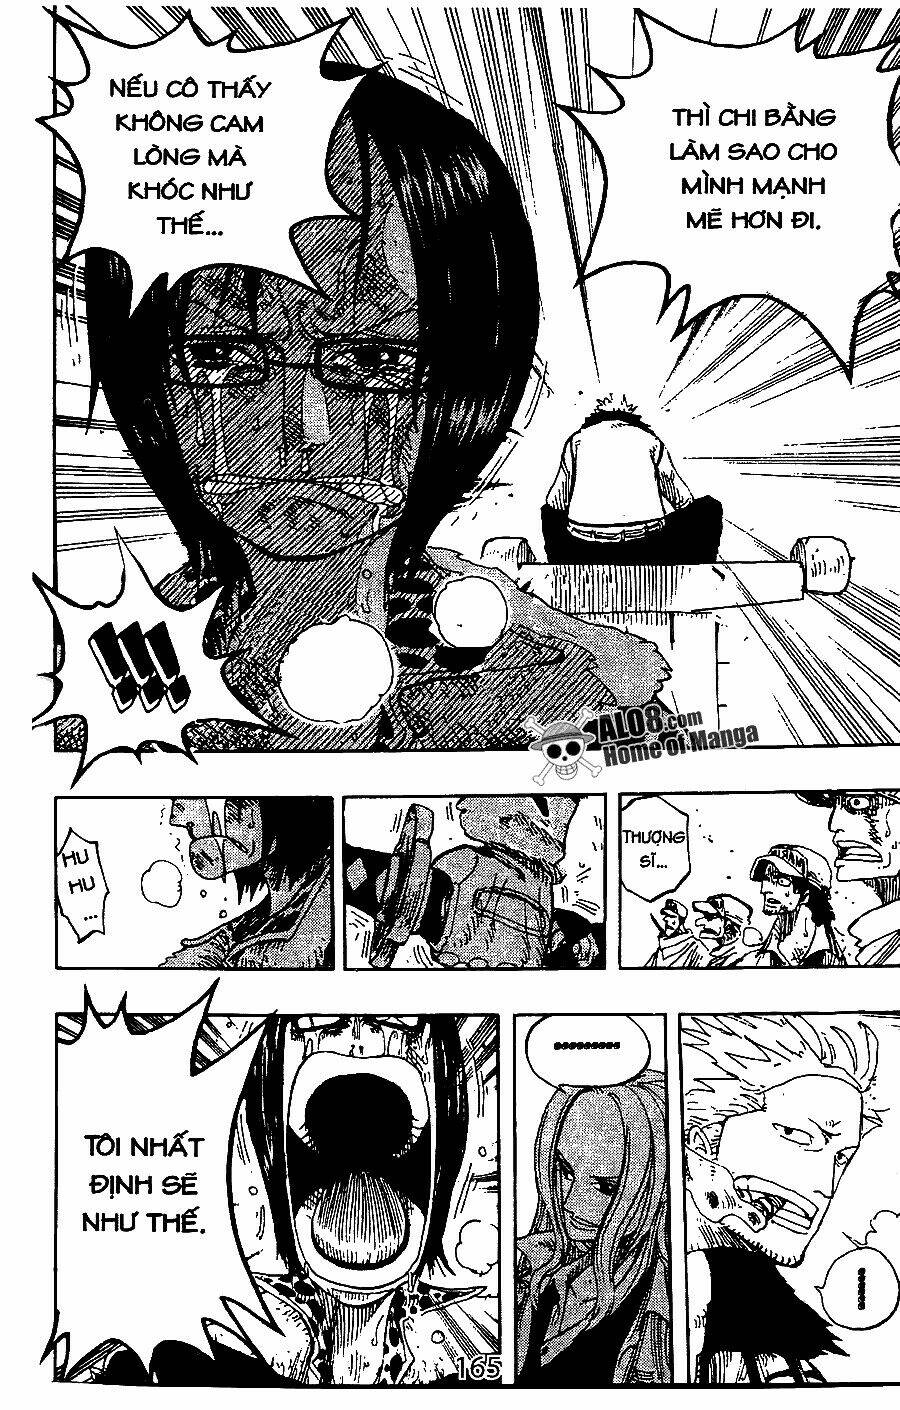 NẾU CÔ THẤY
KHÔNG CAM
LÒNG MÀ
KHÓC NHƯ
THẾ...
THÌ CHI BẰNG
LÀM SAO CHO
MÌNH MẠNH
MẼ HƠN ĐI.
!!!!
ALO8.com
Home of Manga
HU
HU
...
THƯỢNG
SĨ...
TÔI NHẤT
ĐỊNH SẼ
NHƯ THẾ.
.........
......
165